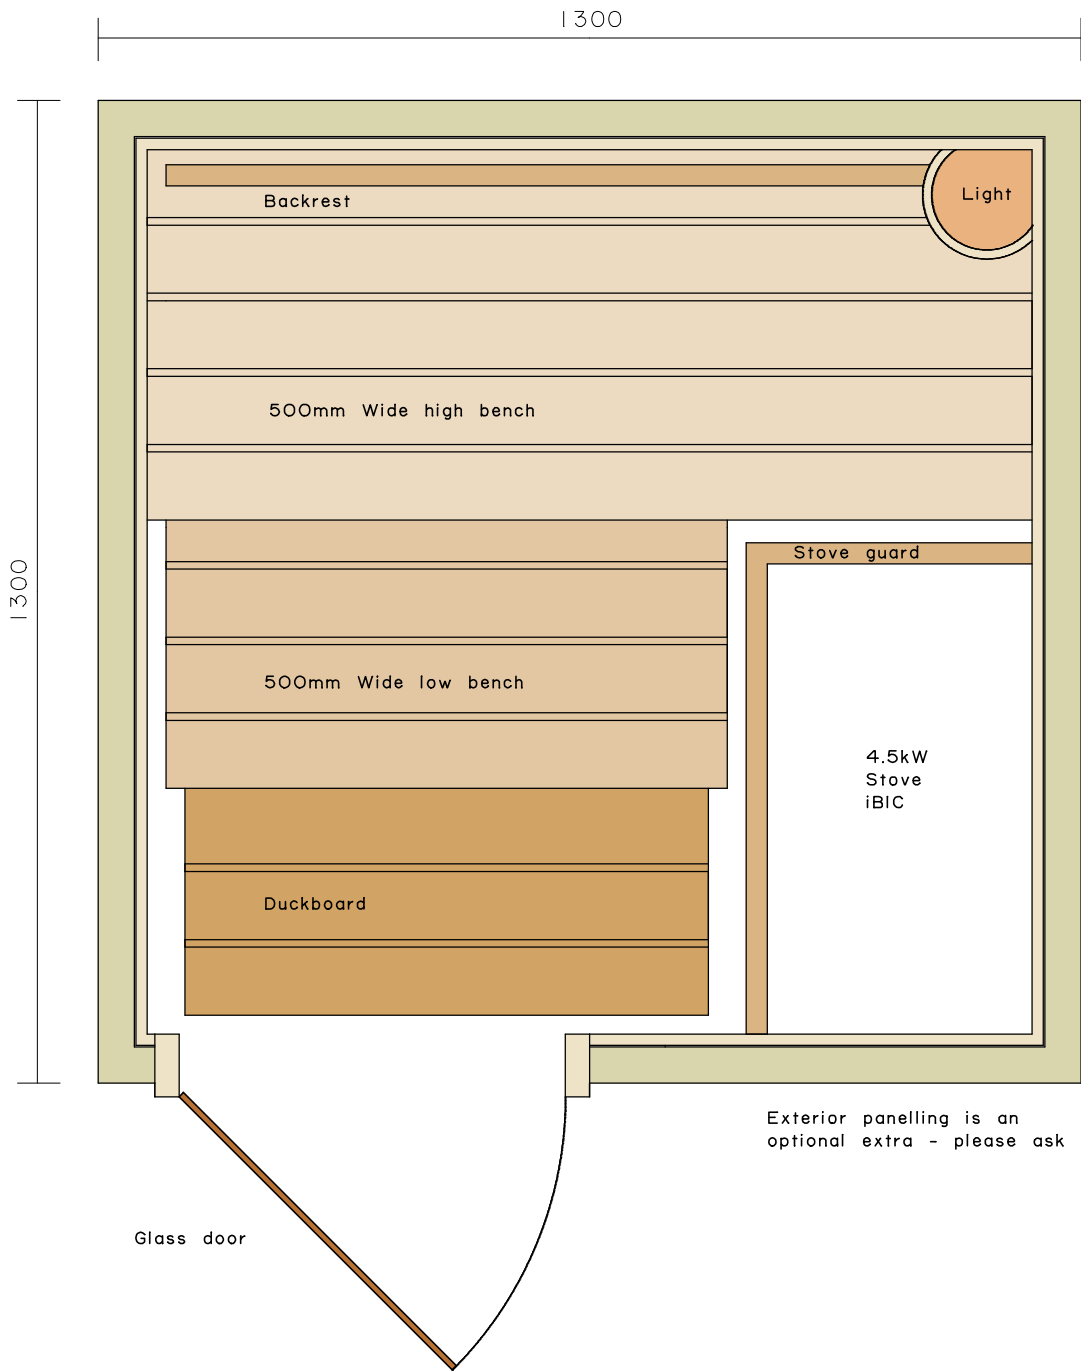 1300
Backrest
Light
500mm Wide high bench
1300
Stove guard
500mm Wide low bench
4.5kW
Stove
iBIC
Duckboard
Exterior panelling is an
optional extra - please ask
Glass door